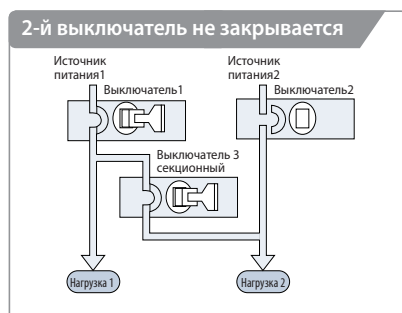 2-й выключатель не закрывается
Источник
питания1
Выключатель1
Источник
питания2
Выключатель2
Выключатель 3
секционный
Нагрузка 1
Нагрузка 2